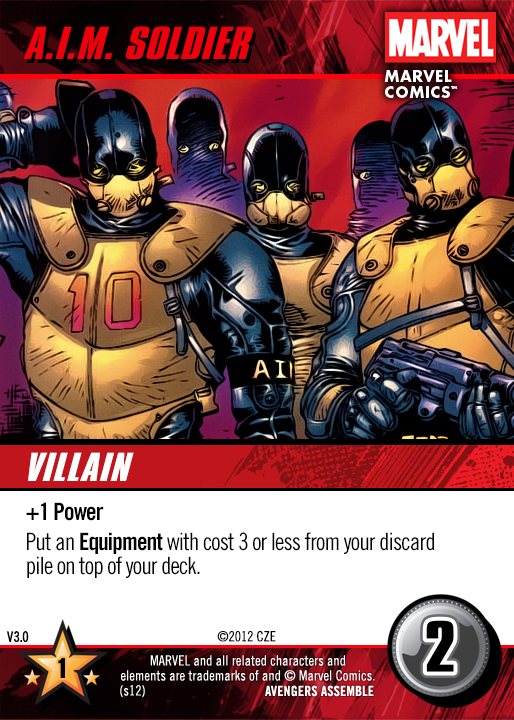 A.I.M. SOLDIER
MARVEL
MARVEL
COMICS™
10
AI
VILLAIN
+1 Power
Put an Equipment with cost 3 or less from your discard
pile on top of your deck.
V3.0
©2012 CZE
1
2
MARVEL and all related characters and
elements are trademarks of and © Marvel Comics.
(s12)
AVENGERS ASSEMBLE